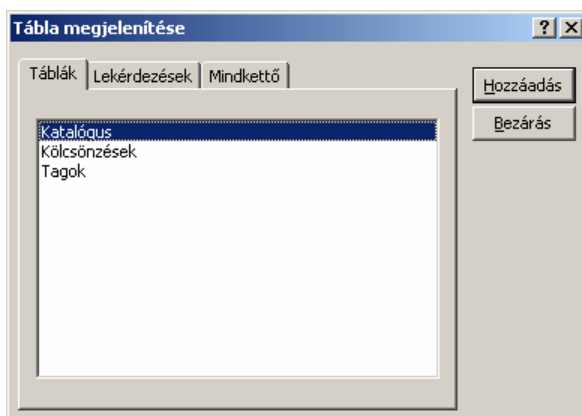 Tábla megjelenítése
Táblák Lekérdezések Mindkettő
Hozzáadás
Bezárás
Katalógus
Kölcsönzések
Tagok